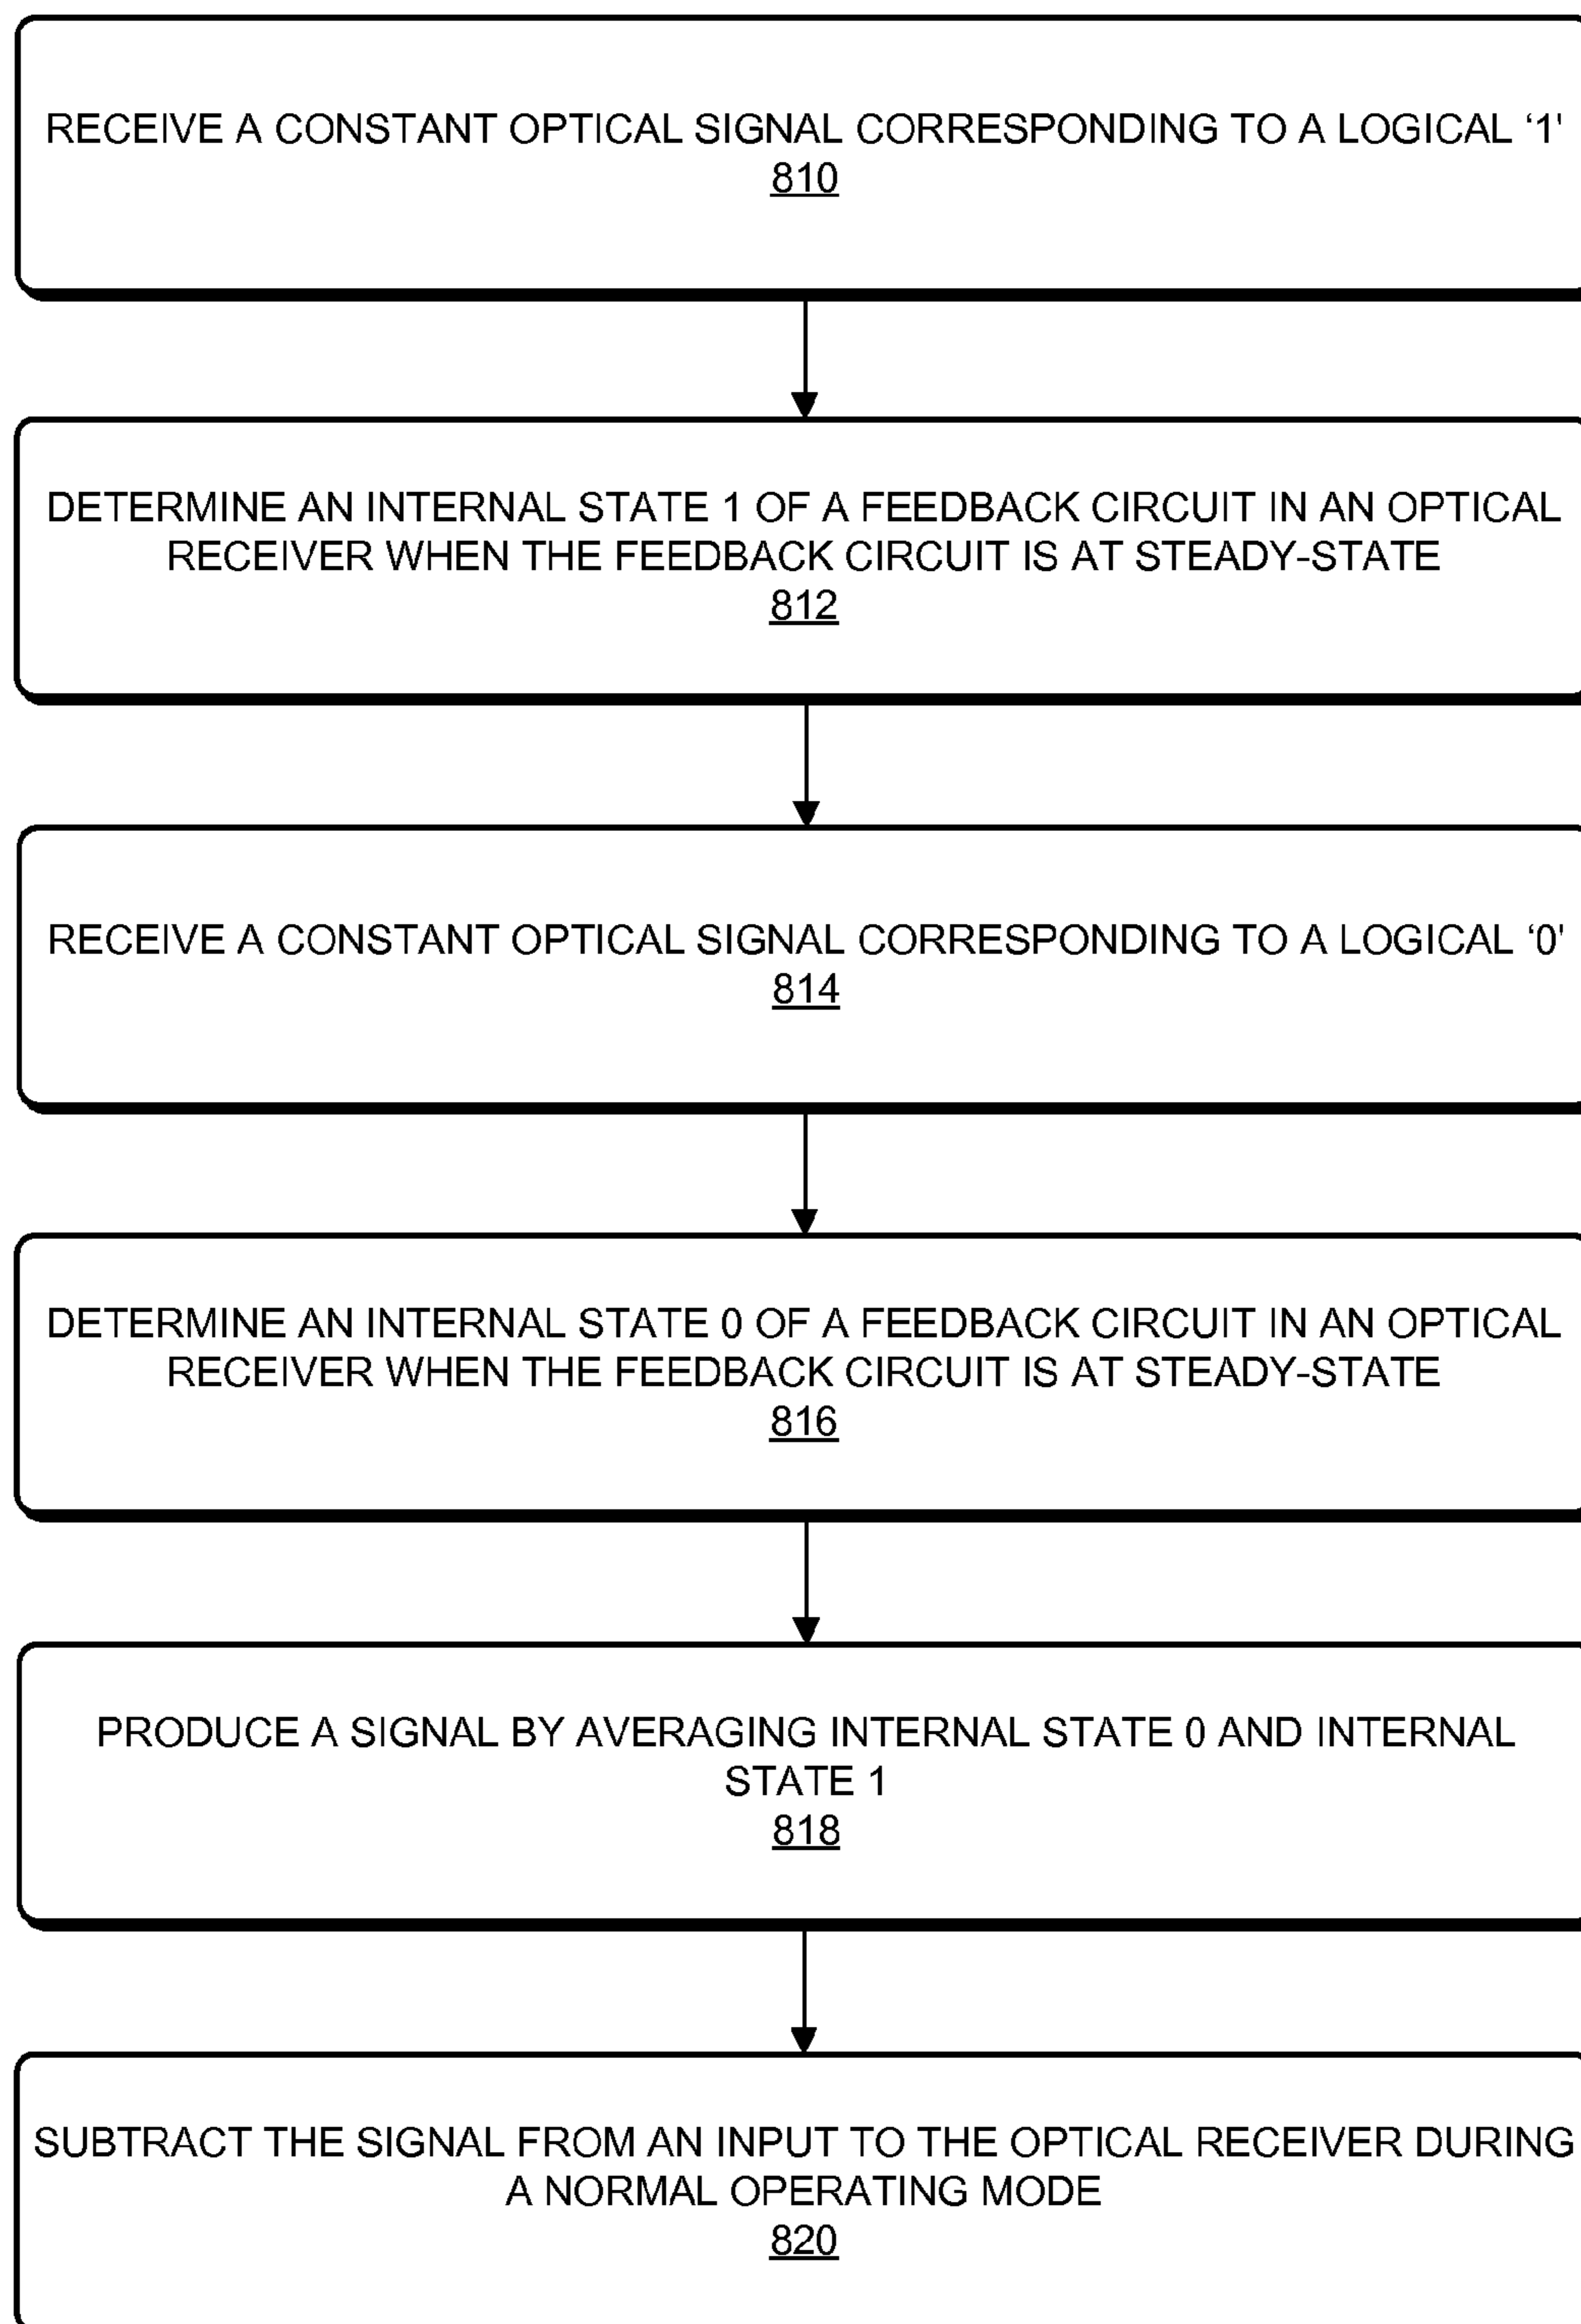 RECEIVE A CONSTANT OPTICAL SIGNAL CORRESPONDING TO A LOGICAL ‘1'
810
DETERMINE AN INTERNAL STATE 1 OF A FEEDBACK CIRCUIT IN AN OPTICAL
RECEIVER WHEN THE FEEDBACK CIRCUIT IS AT STEADY-STATE
812
RECEIVE A CONSTANT OPTICAL SIGNAL CORRESPONDING TO A LOGICAL ‘0'
814
DETERMINE AN INTERNAL STATE 0 OF A FEEDBACK CIRCUIT IN AN OPTICAL
RECEIVER WHEN THE FEEDBACK CIRCUIT IS AT STEADY-STATE
816
PRODUCE A SIGNAL BY AVERAGING INTERNAL STATE 0 AND INTERNAL
STATE 1
818
SUBTRACT THE SIGNAL FROM AN INPUT TO THE OPTICAL RECEIVER DURING
A NORMAL OPERATING MODE
820